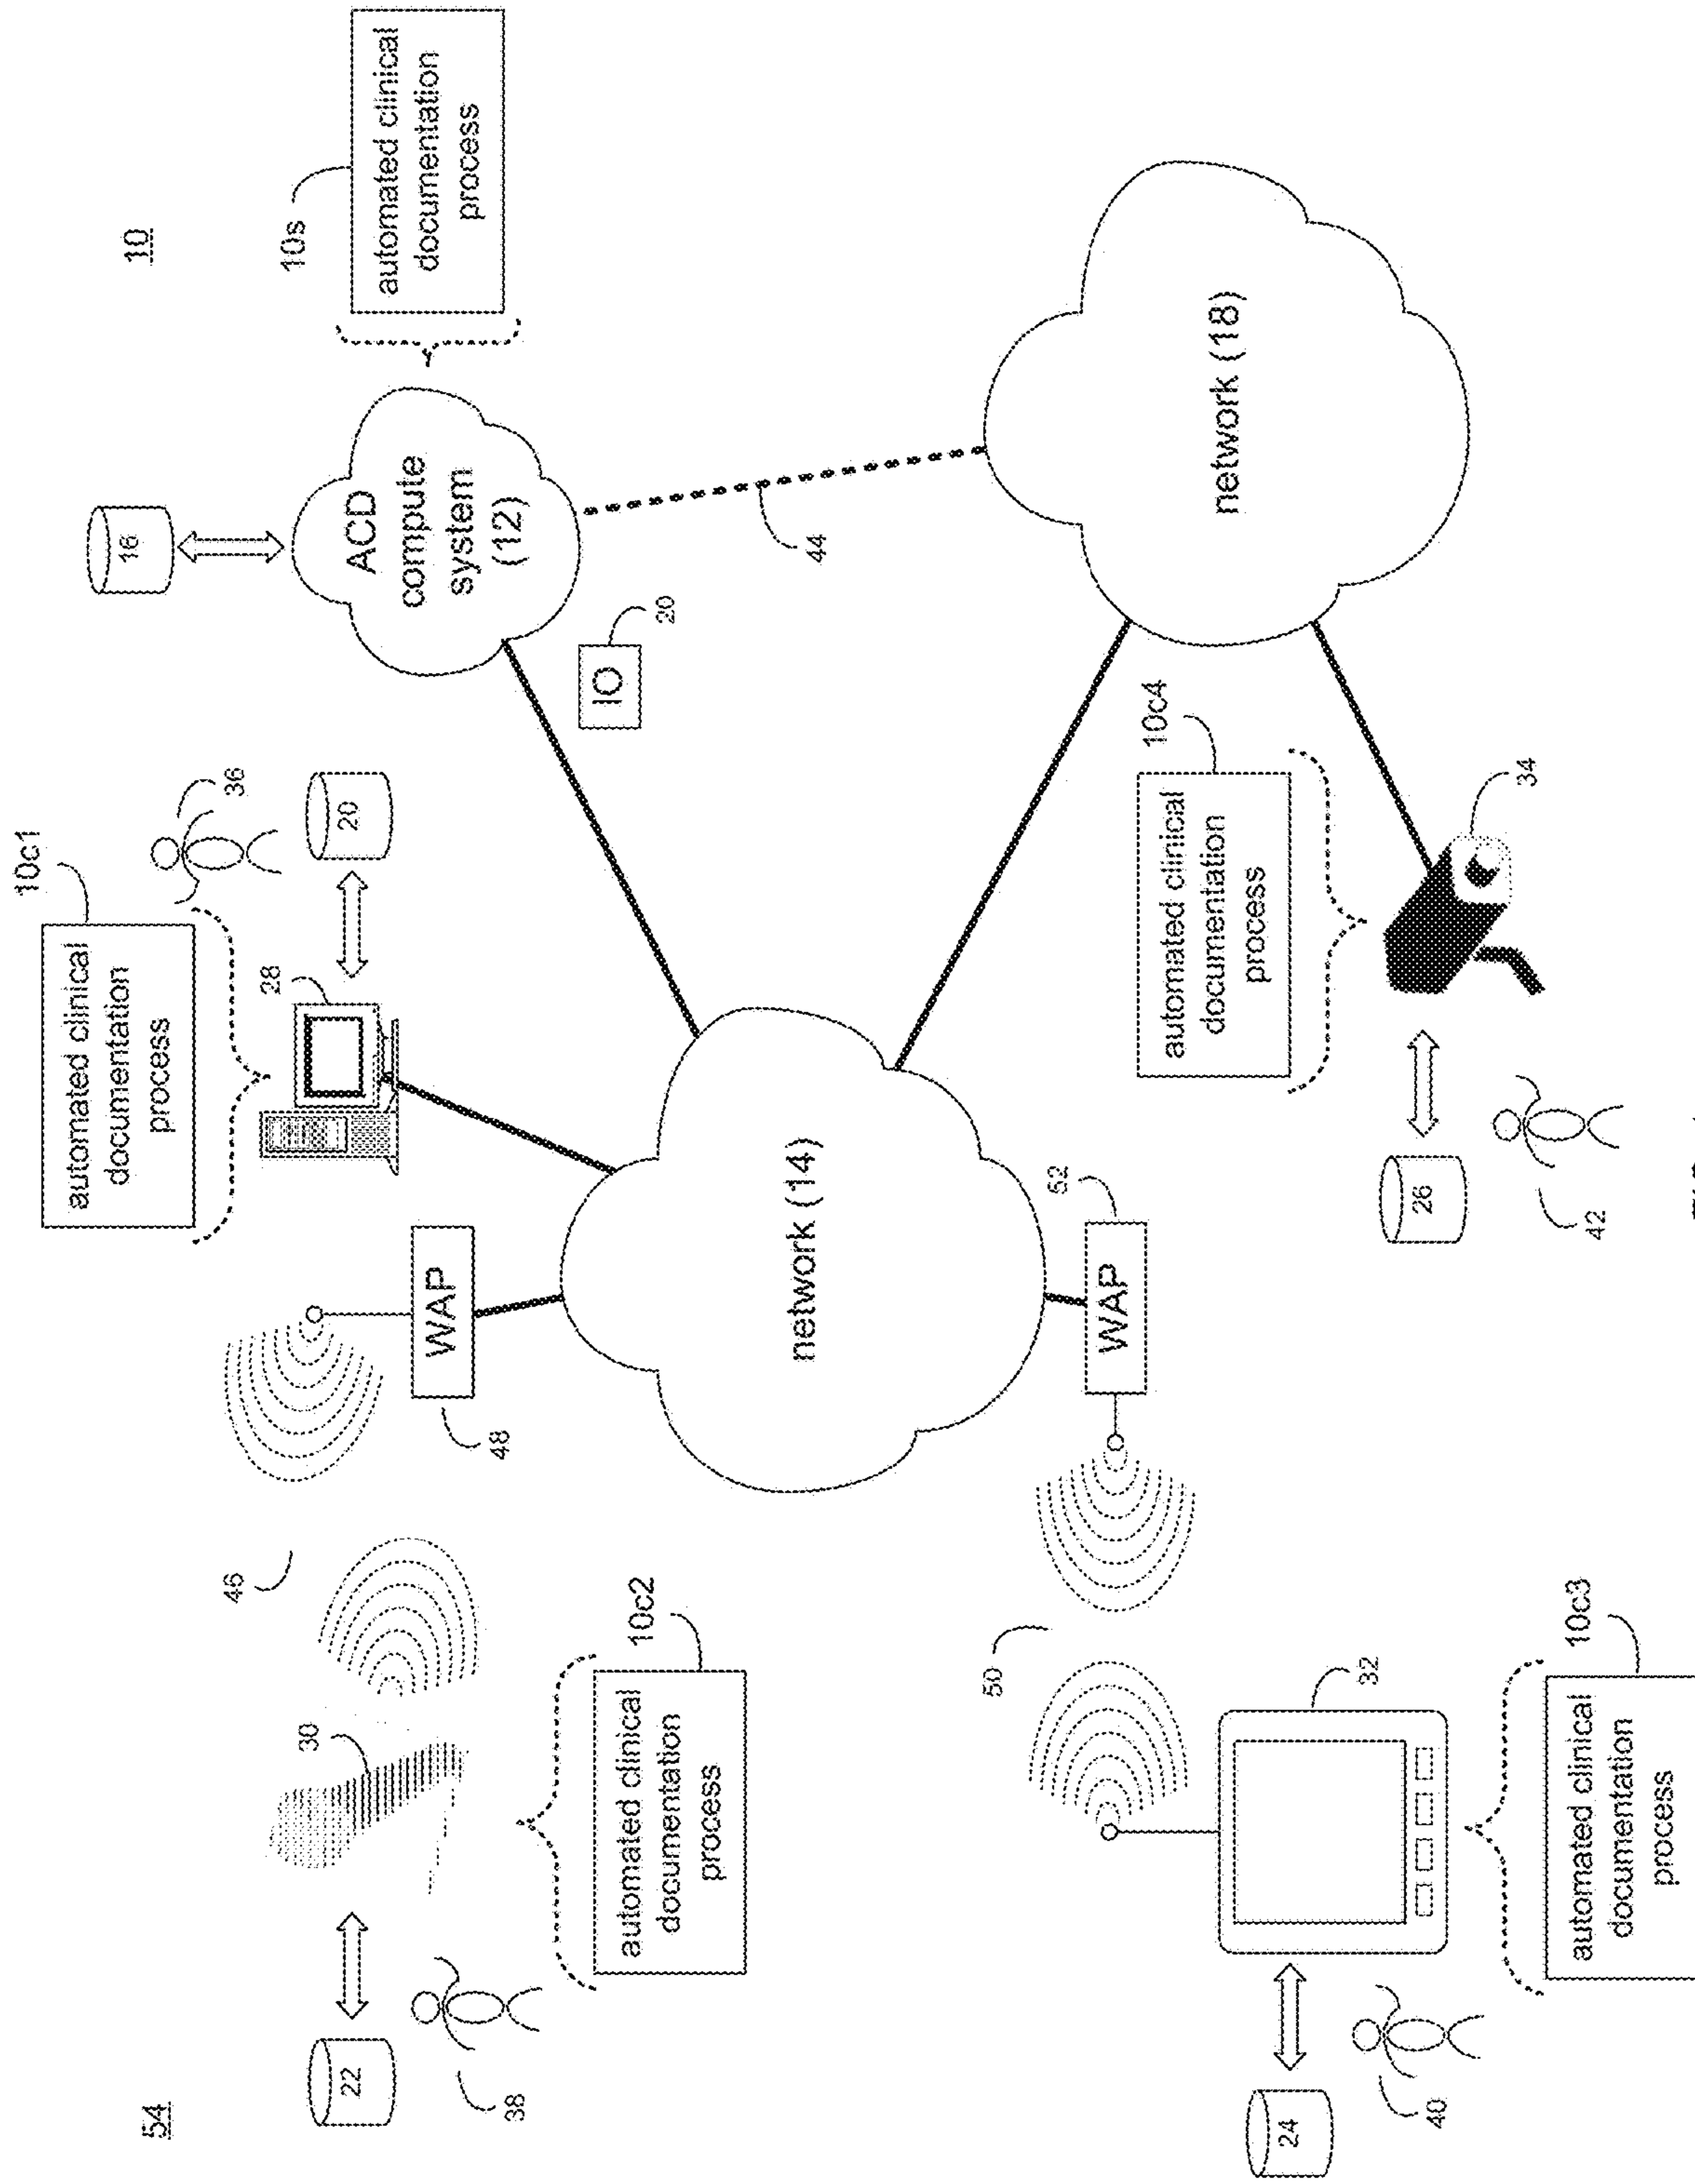 10c1
automated clinical
documentation
process
16
10
54
46
36
28
10s
30
22
20
ACD
compute
system
(12)
automated clinical
documentation
process
WAP
48
38
IO
20
10c2
automated clinical
documentation
process
network (14)
44
50
52
WAP
10c4
automated clinical
documentation
process
network (18)
24
32
40
26
34
10c3
automated clinical
documentation
process
42